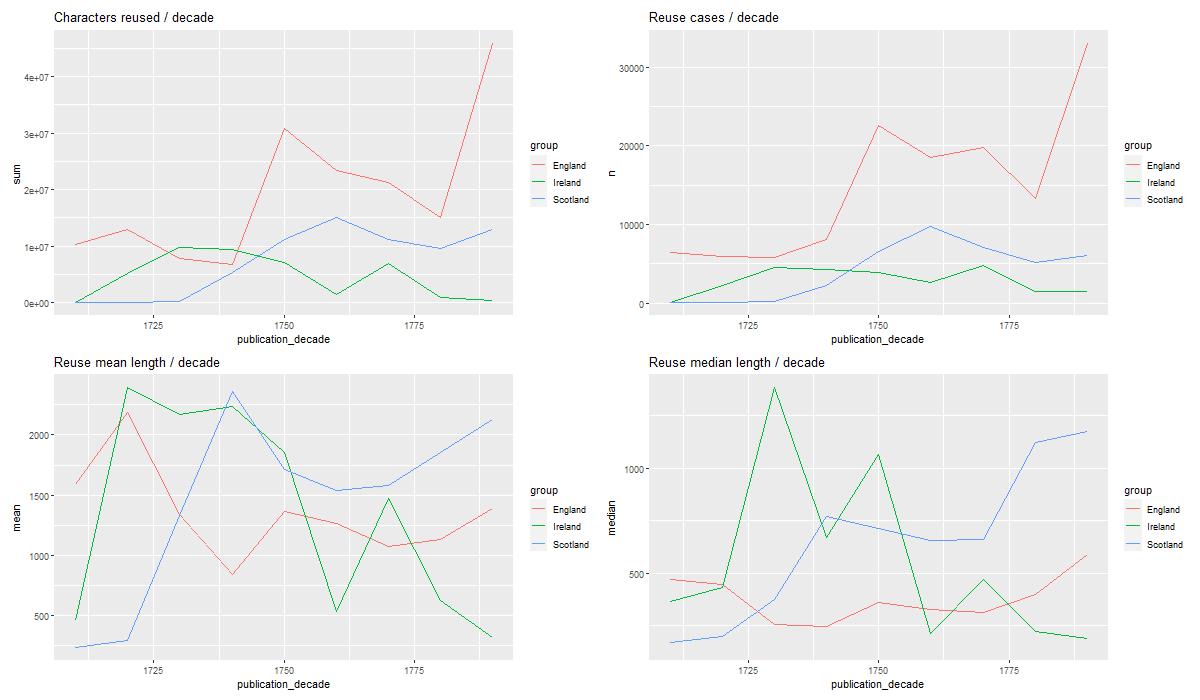 Characters reused / decade
sum
4e+07
3e+07
2e+07
1e+07
0e+00
1725
1750
1775
publication_decade
group
England
Ireland
Scotland
Reuse cases / decade
n
30000
20000
10000
0
1725
1750
1775
publication_decade
group
England
Ireland
Scotland
Reuse mean length / decade
mean
2000
1500
1000
500
1725
1750
1775
publication_decade
group
England
Ireland
Scotland
Reuse median length / decade
median
1000
500
1725
1750
1775
publication_decade
group
England
Ireland
Scotland